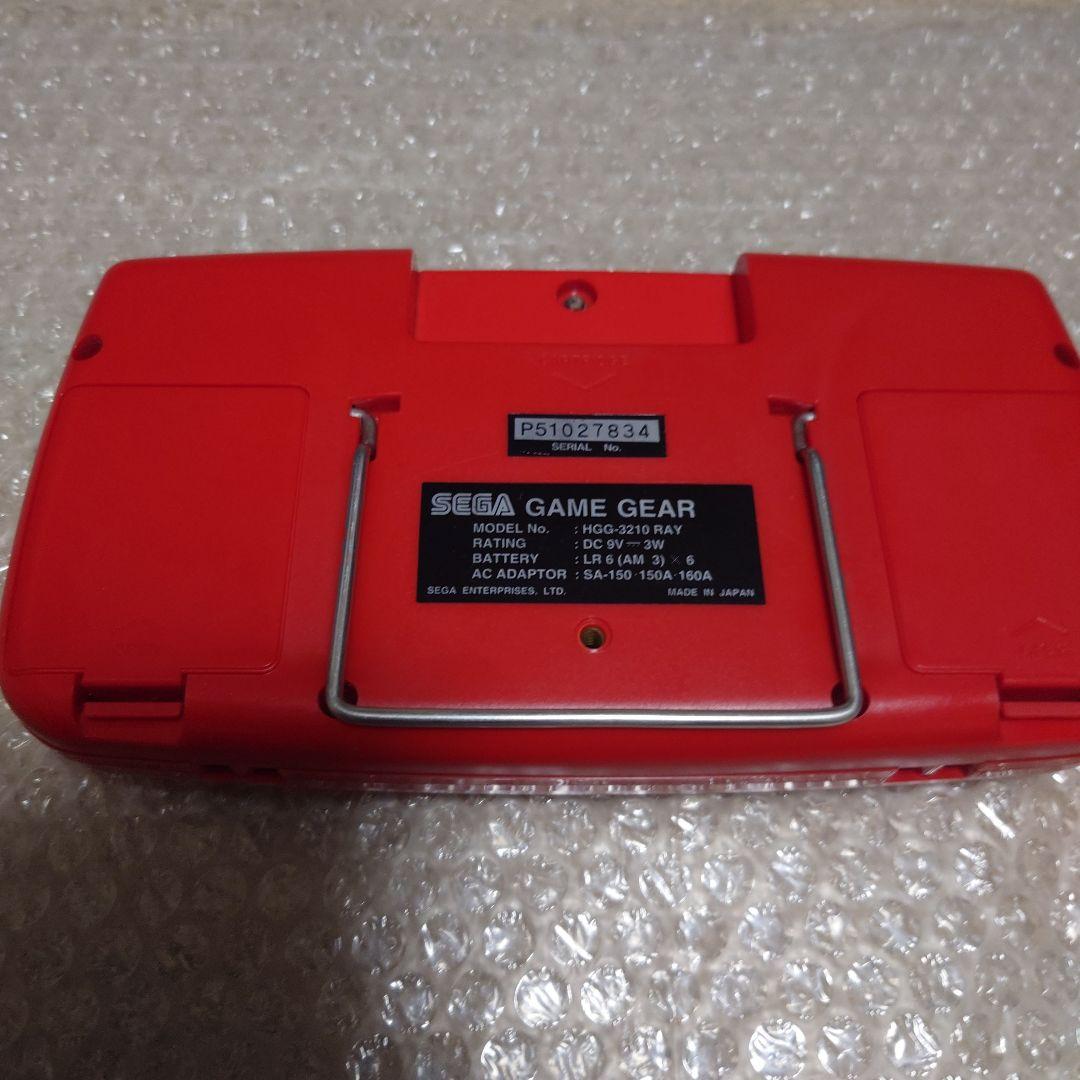 P51027834
SERIAL No.
SEGA GAME GEAR
MODEL No. : HGG-3210 RAY
RATING : DC 9V ⎓ 3W
BATTERY : LR 6 (AM 3) × 6
AC ADAPTOR : SA-150·150A·160A
SEGA ENTERPRISES, LTD. MADE IN JAPAN